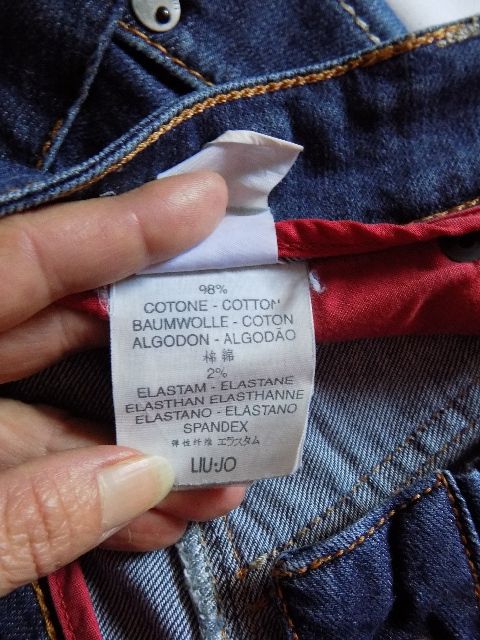 98%
COTONE - COTTON
BAUMWOLLE - COTON
ALGODON - ALGODÃO
棉 綿
2%
ELASTAM - ELASTANE
ELASTHAN ELASTHANNE
ELASTANO - ELASTANO
SPANDEX
弹性纤维 エラスタム
LIU·JO